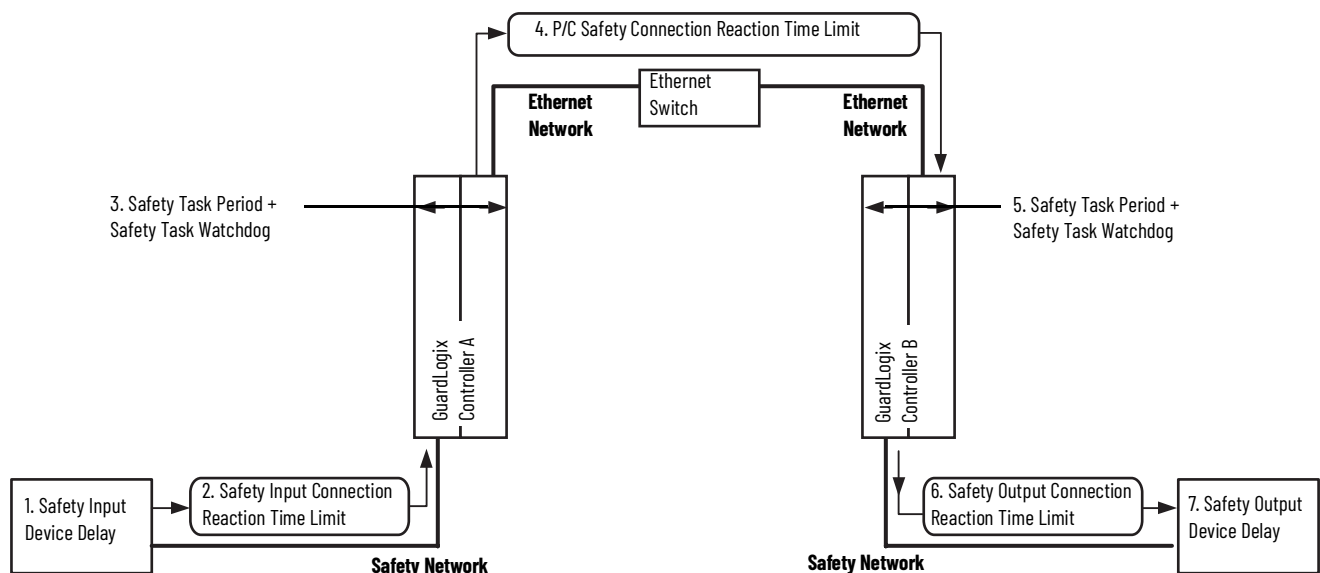 4. P/C Safety Connection Reaction Time Limit
Ethernet
Switch
Ethernet
Network
Ethernet
Network
3. Safety Task Period +
Safety Task Watchdog
5. Safety Task Period +
Safety Task Watchdog
GuardLogix
Controller A
GuardLogix
Controller B
1. Safety Input
Device Delay
2. Safety Input Connection
Reaction Time Limit
6. Safety Output Connection
Reaction Time Limit
7. Safety Output
Device Delay
Safety Network
Safety Network